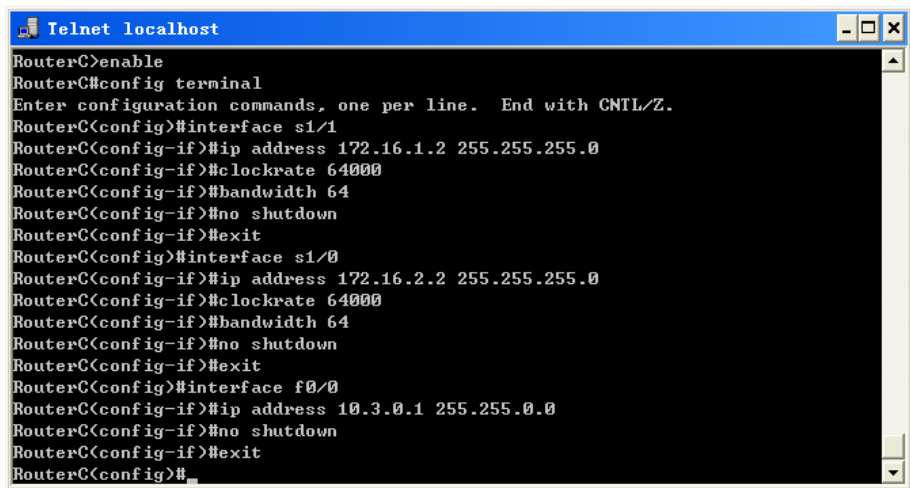 Telnet localhost
RouterC>enable
RouterC#config terminal
Enter configuration commands, one per line.  End with CNTL/Z.
RouterC(config)#interface s1/1
RouterC(config-if)#ip address 172.16.1.2 255.255.255.0
RouterC(config-if)#clockrate 64000
RouterC(config-if)#bandwidth 64
RouterC(config-if)#no shutdown
RouterC(config-if)#exit
RouterC(config)#interface s1/0
RouterC(config-if)#ip address 172.16.2.2 255.255.255.0
RouterC(config-if)#clockrate 64000
RouterC(config-if)#bandwidth 64
RouterC(config-if)#no shutdown
RouterC(config-if)#exit
RouterC(config)#interface f0/0
RouterC(config-if)#ip address 10.3.0.1 255.255.0.0
RouterC(config-if)#no shutdown
RouterC(config-if)#exit
RouterC(config)#